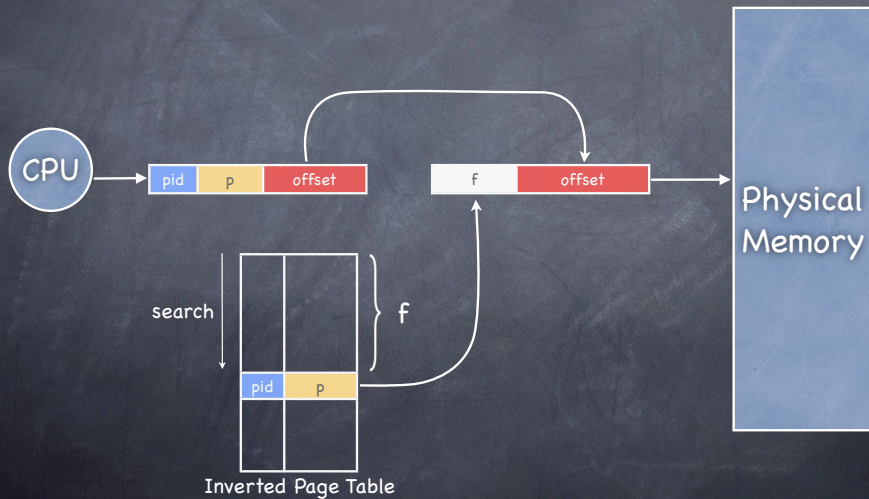 CPU
pid p offset
f offset
Physical
Memory
search
f
pid p
Inverted Page Table